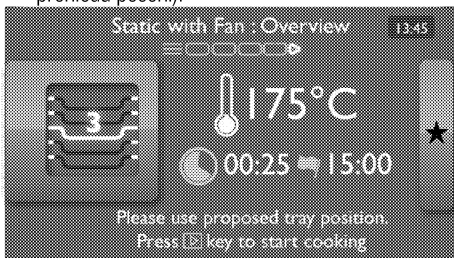 Static with Fan : Overview
13:45
3
175°C
00:25 15:00
Please use proposed tray position.
Press key to start cooking